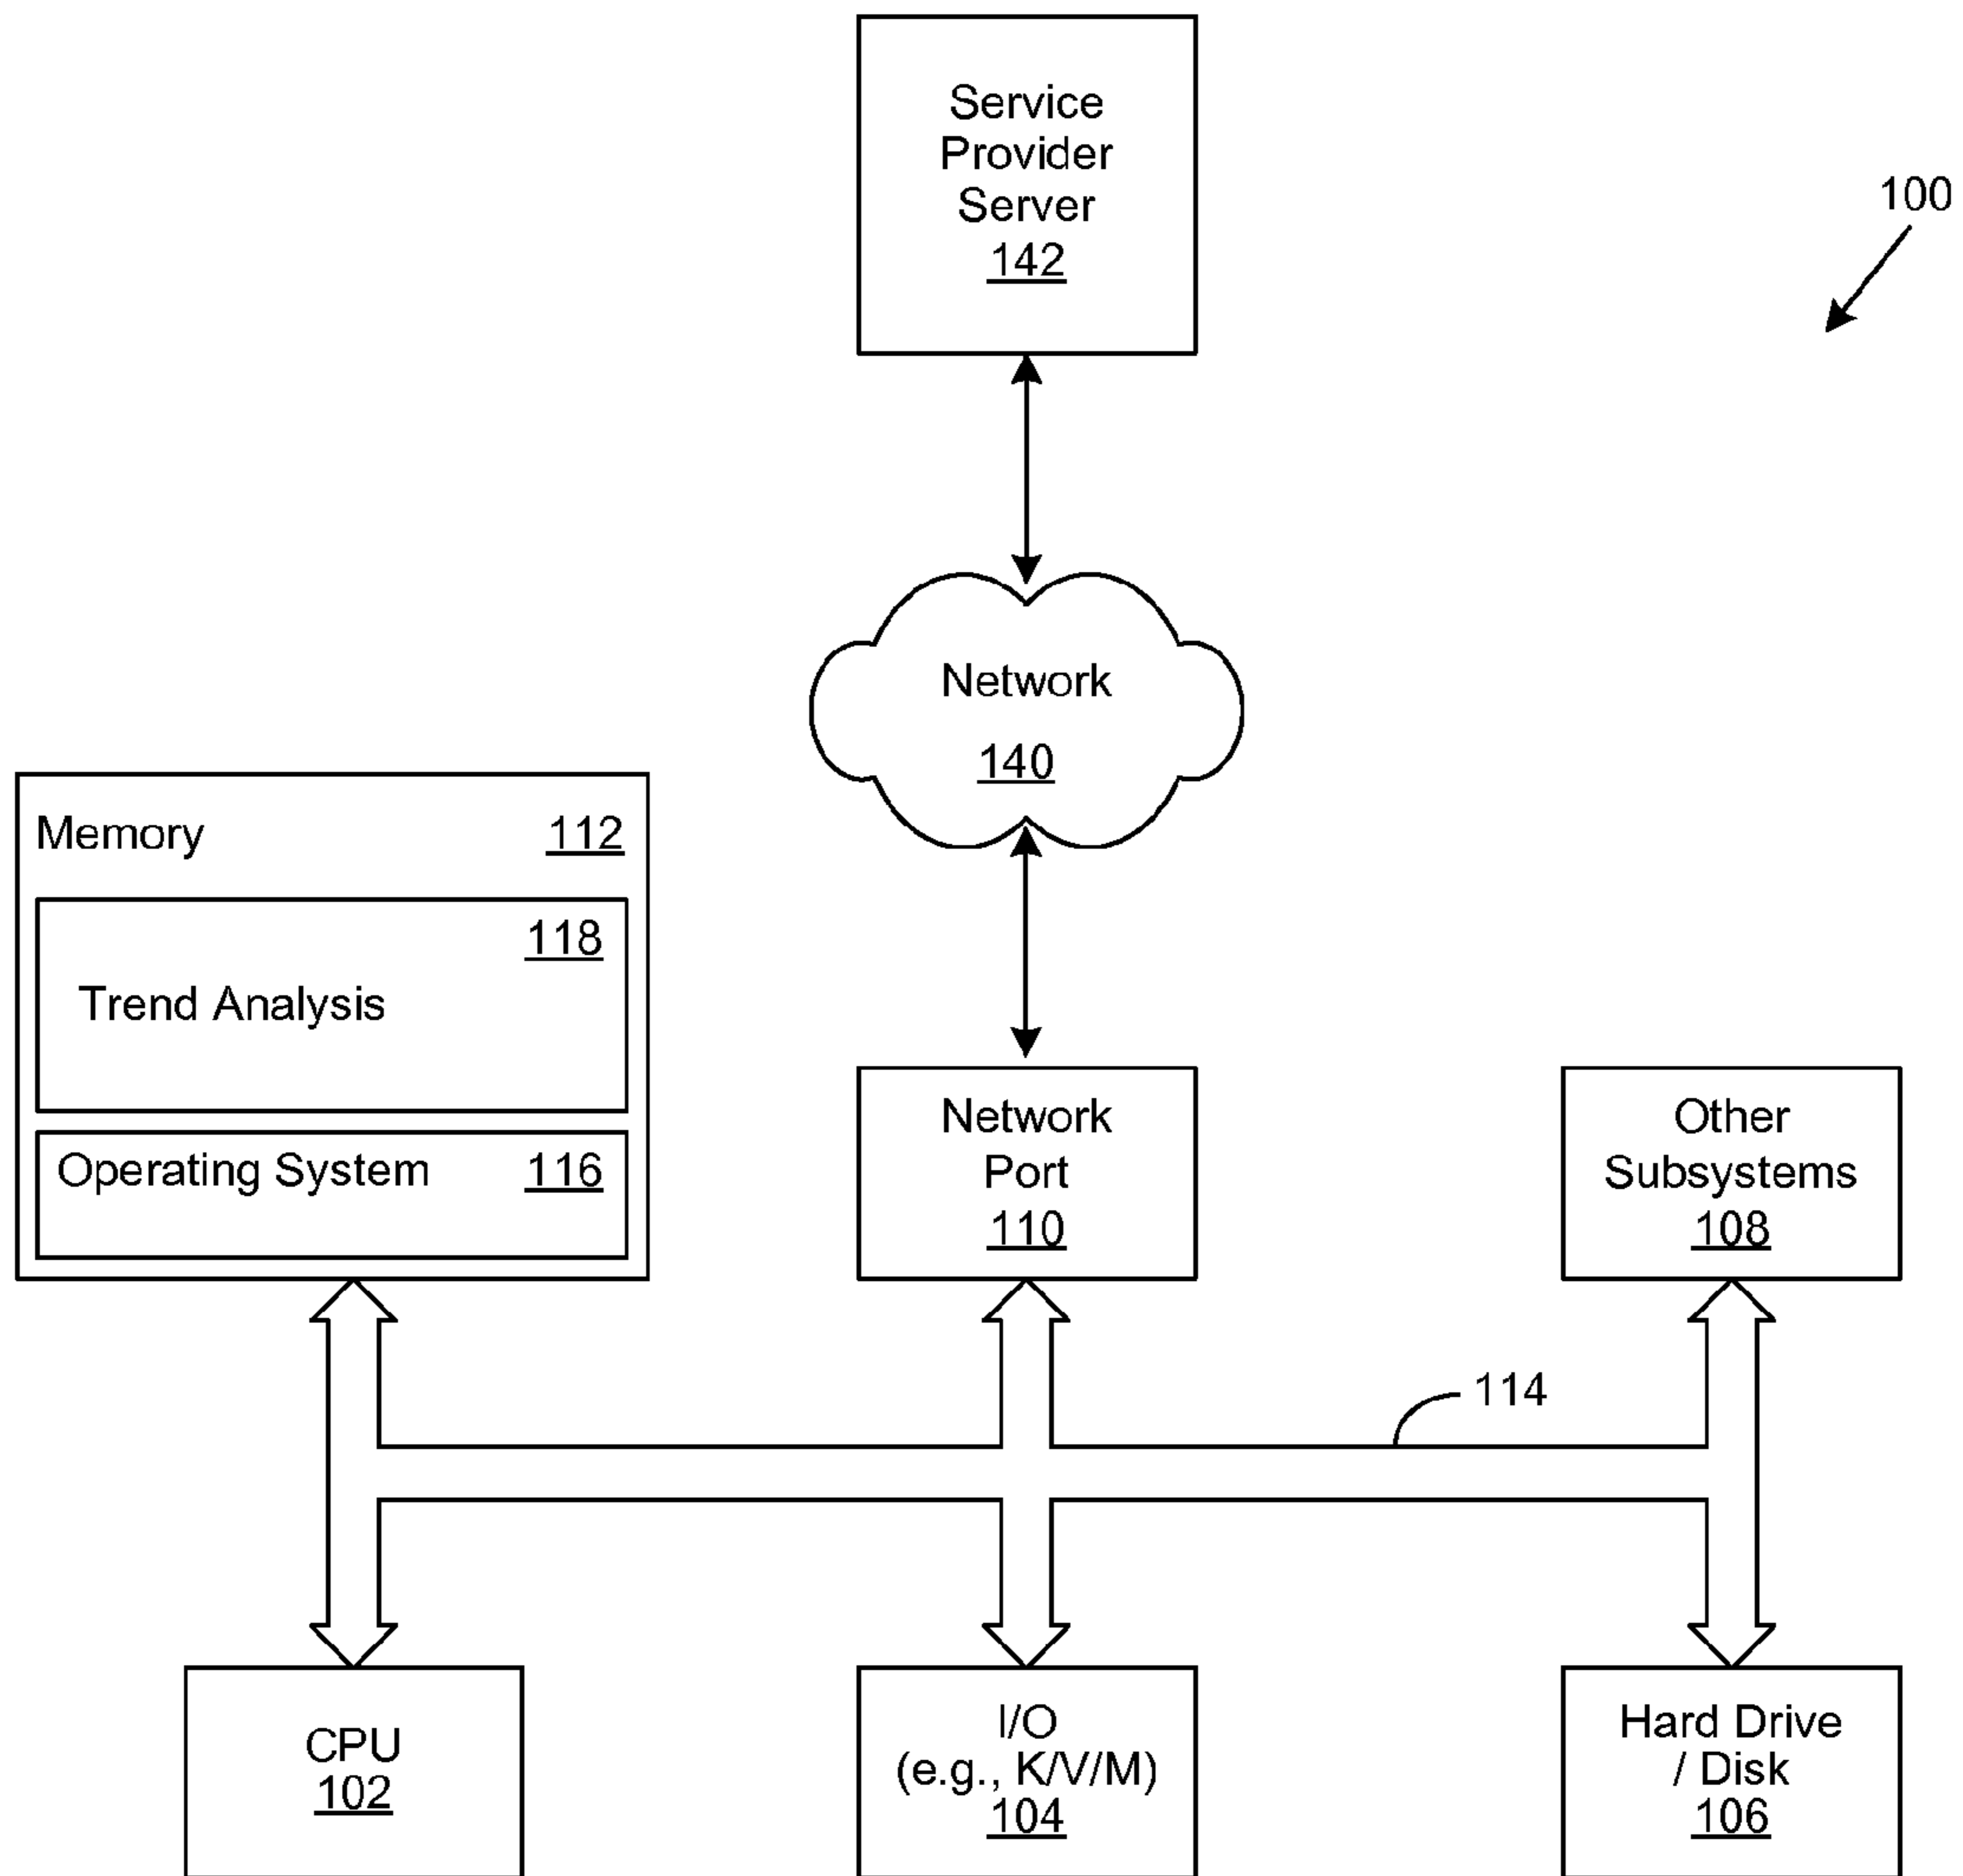 Service
Provider
Server
142
100
Network
140
Memory 112
118
Trend Analysis
Operating System 116
Network
Port
110
Other
Subsystems
108
114
CPU
102
I/O
(e.g., K/V/M)
104
Hard Drive
/ Disk
106